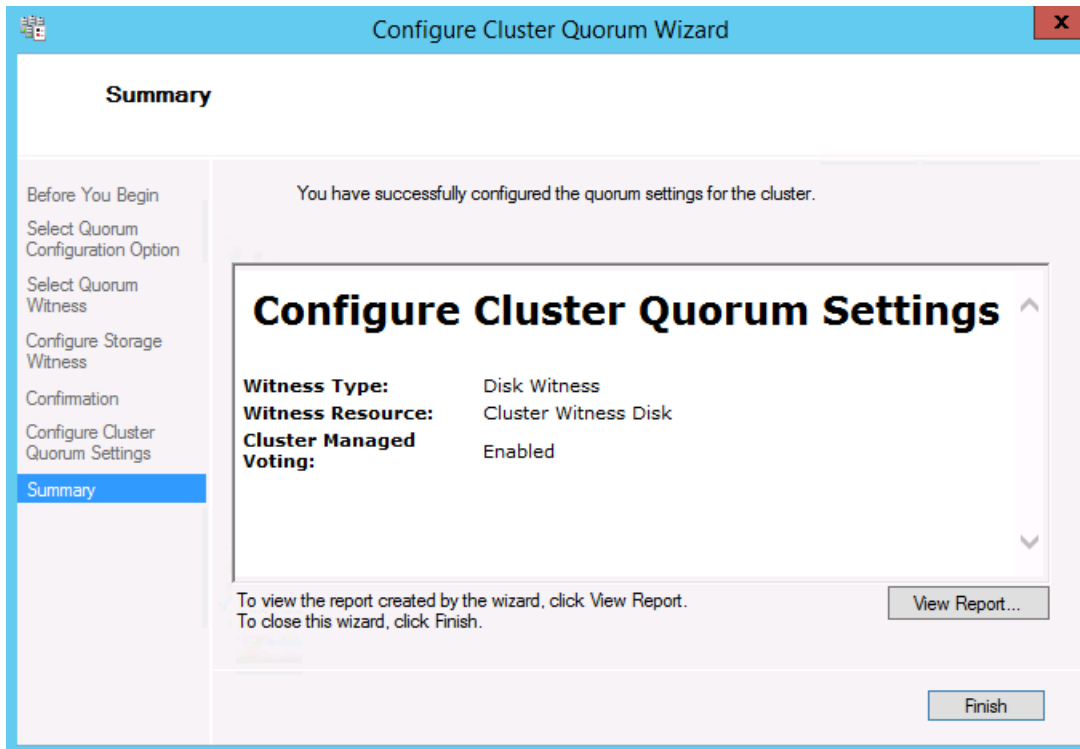 Configure Cluster Quorum Wizard
x
Summary
Before You Begin
Select Quorum
Configuration Option
Select Quorum
Witness
Configure Storage
Witness
Confirmation
Configure Cluster
Quorum Settings
Summary
You have successfully configured the quorum settings for the cluster.
Configure Cluster Quorum Settings
Witness Type: Disk Witness
Witness Resource: Cluster Witness Disk
Cluster Managed
Voting: Enabled
To view the report created by the wizard, click View Report.
To close this wizard, click Finish.
View Report...
Finish